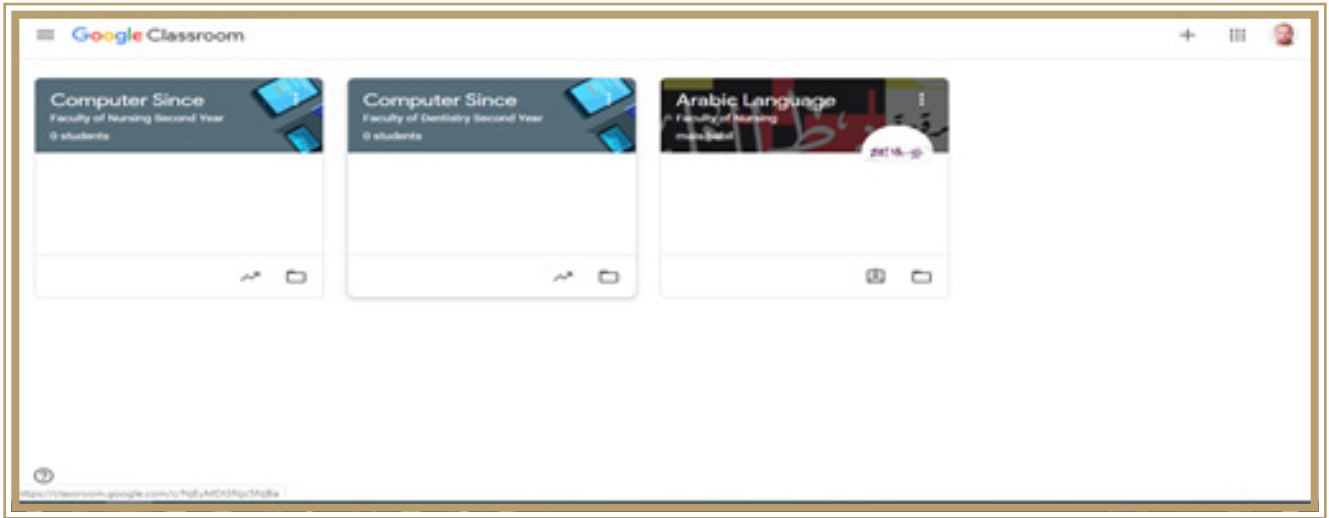 Google Classroom
Computer Since
Faculty of Nursing Second Year
0 students
Computer Since
Faculty of Dentistry Second Year
0 students
Arabic Language
Faculty of Nursing